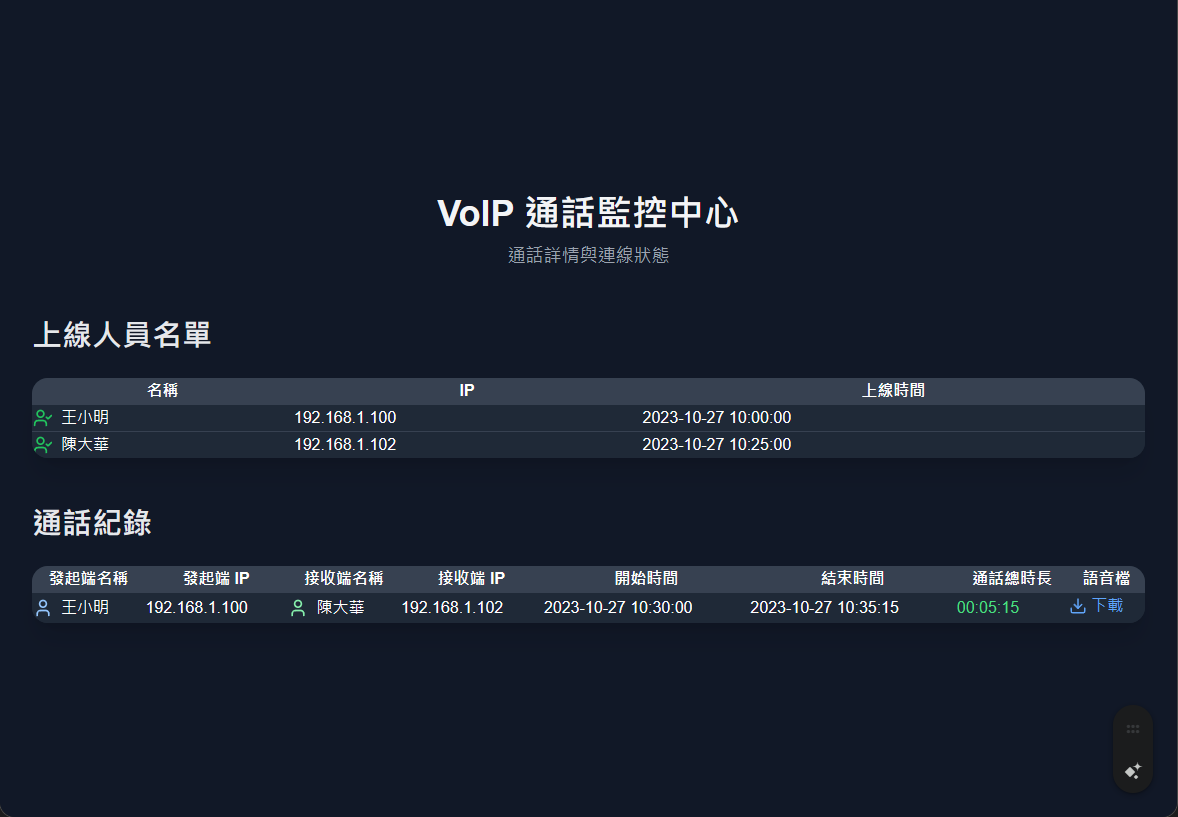 VoIP 通話監控中心
通話詳情與連線狀態
上線人員名單
名稱 IP 上線時間
王小明 192.168.1.100 2023-10-27 10:00:00
陳大華 192.168.1.102 2023-10-27 10:25:00
通話紀錄
發起端名稱 發起端 IP 接收端名稱 接收端 IP 開始時間 結束時間 通話總時長 語音檔
王小明 192.168.1.100 陳大華 192.168.1.102 2023-10-27 10:30:00 2023-10-27 10:35:15 00:05:15 下載